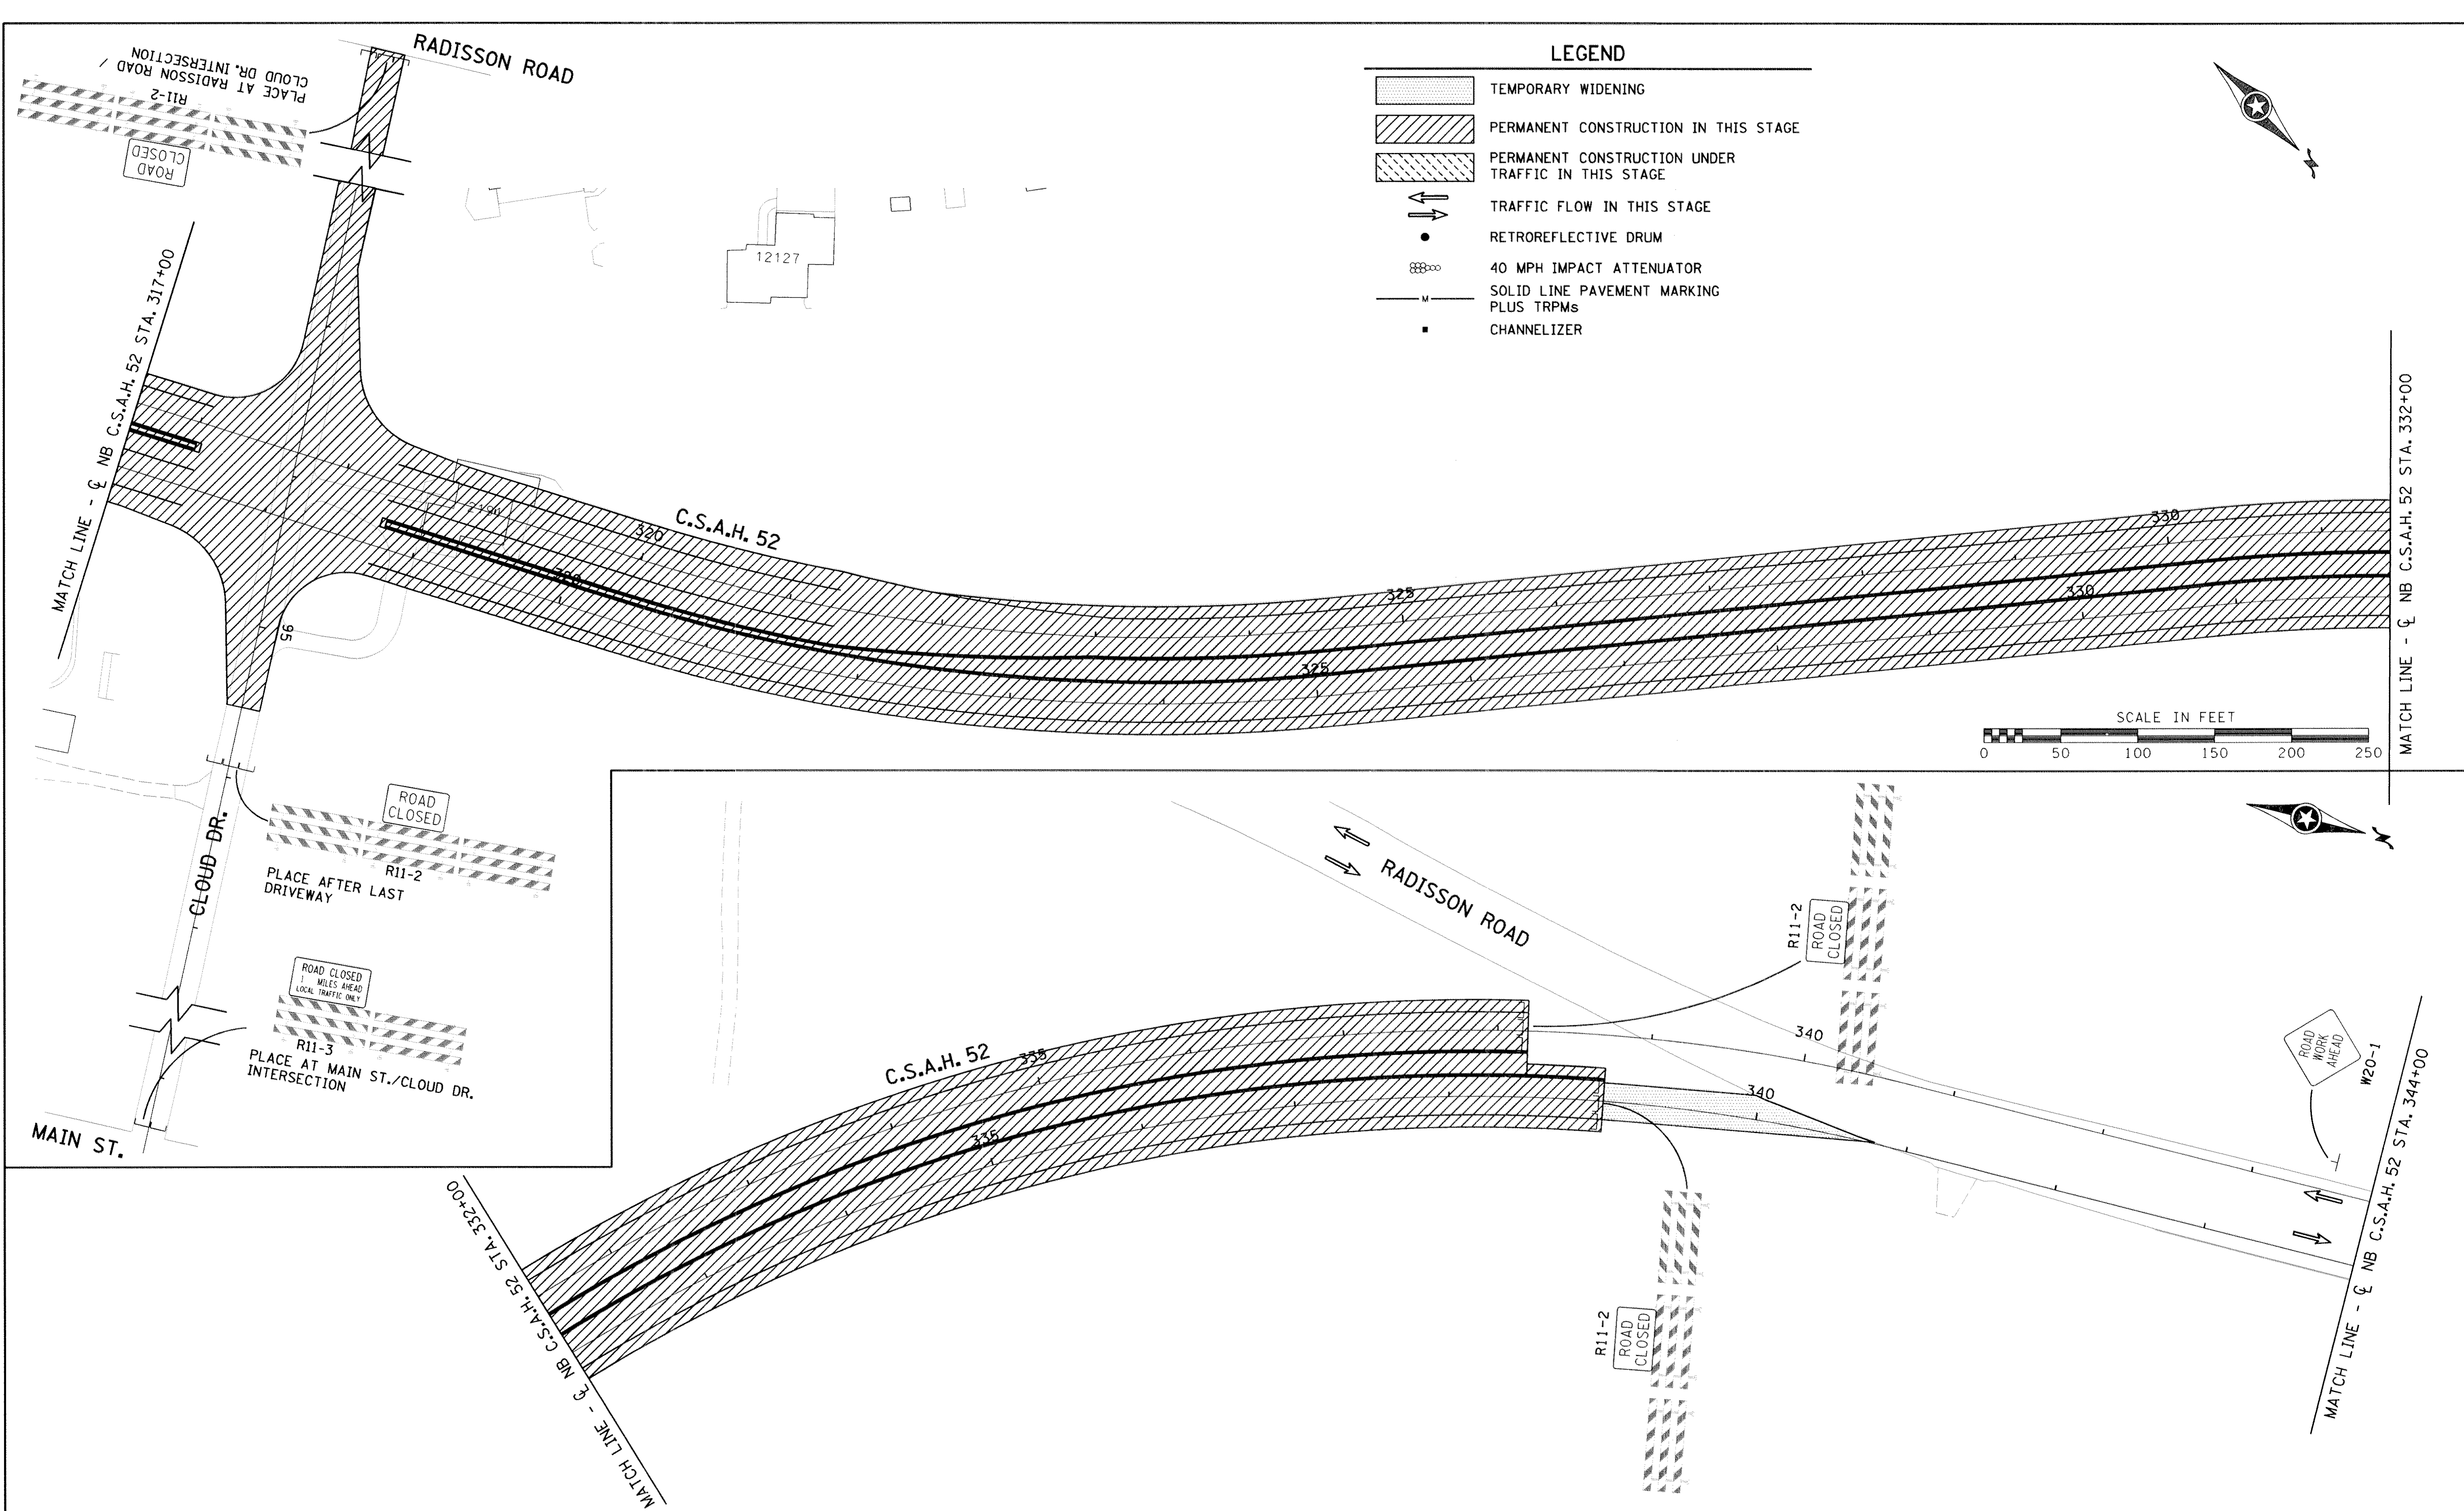 RADISSON ROAD
PLACE AT RADISSON ROAD /
CLOUD DR. INTERSECTION
R11-2
ROAD
CLOSED
LEGEND
TEMPORARY WIDENING
PERMANENT CONSTRUCTION IN THIS STAGE
PERMANENT CONSTRUCTION UNDER
TRAFFIC IN THIS STAGE
TRAFFIC FLOW IN THIS STAGE
RETROREFLECTIVE DRUM
40 MPH IMPACT ATTENUATOR
M
SOLID LINE PAVEMENT MARKING
PLUS TRPMs
CHANNELIZER
N
12127
MATCH LINE - ℄ NB C.S.A.H. 52 STA. 317+00
C.S.A.H. 52
320
320
325
325
330
330
95
MATCH LINE - ℄ NB C.S.A.H. 52 STA. 332+00
SCALE IN FEET
0 50 100 150 200 250
ROAD
CLOSED
R11-2
PLACE AFTER LAST
DRIVEWAY
CLOUD DR.
ROAD CLOSED
1 MILES AHEAD
LOCAL TRAFFIC ONLY
R11-3
PLACE AT MAIN ST./CLOUD DR.
INTERSECTION
MAIN ST.
N
RADISSON ROAD
R11-2
ROAD
CLOSED
C.S.A.H. 52
335
335
340
340
ROAD
WORK
AHEAD
W20-1
R11-2
ROAD
CLOSED
MATCH LINE - ℄ NB C.S.A.H. 52 STA. 332+00
MATCH LINE - ℄ NB C.S.A.H. 52 STA. 344+00